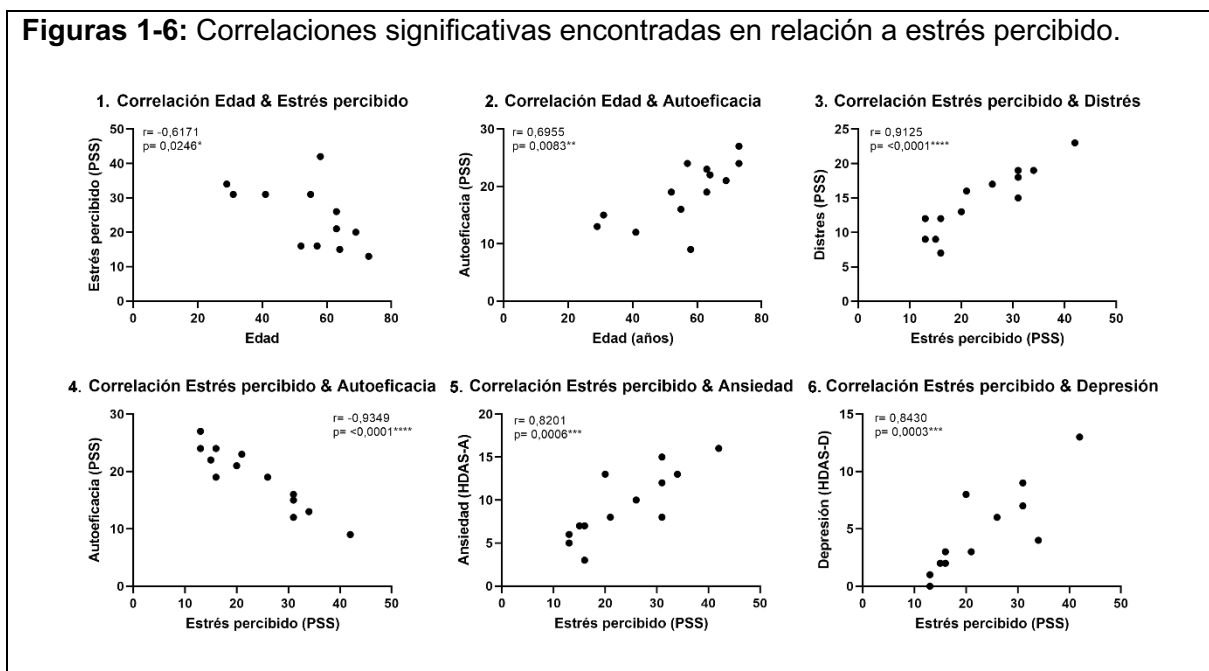 Figuras 1-6: Correlaciones significativas encontradas en relación a estrés percibido.
1. Correlación Edad & Estrés percibido
r= -0,6171
p= 0,0246*
Estrés percibido (PSS)
50
40
30
20
10
0
0 20 40 60 80
Edad
2. Correlación Edad & Autoeficacia
r= 0,6955
p= 0,0083**
Autoeficacia (PSS)
30
20
10
0
0 20 40 60 80
Edad (años)
3. Correlación Estrés percibido & Distrés
r= 0,9125
p= <0,0001****
Distres (PSS)
25
20
15
10
5
0
0 10 20 30 40 50
Estrés percibido (PSS)
4. Correlación Estrés percibido & Autoeficacia
r= -0,9349
p= <0,0001****
Autoeficacia (PSS)
30
20
10
0
0 10 20 30 40 50
Estrés percibido (PSS)
5. Correlación Estrés percibido & Ansiedad
r= 0,8201
p= 0,0006***
Ansiedad (HDAS-A)
20
15
10
5
0
0 10 20 30 40 50
Estrés percibido (PSS)
6. Correlación Estrés percibido & Depresión
r= 0,8430
p= 0,0003***
Depresión (HDAS-D)
15
10
5
0
0 10 20 30 40 50
Estrés percibido (PSS)